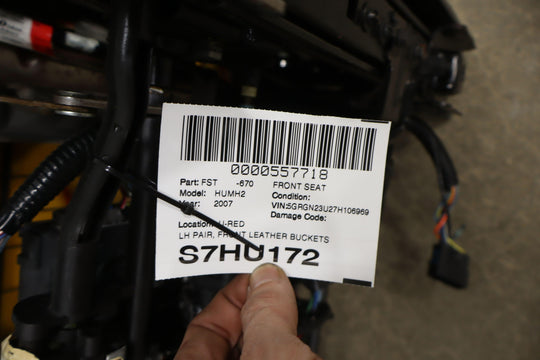 0000557718
Part: FST -670 FRONT SEAT
Model: HUMH2 Condition:
Year: 2007 VIN:5GRGN23U27H106969
Damage Code:
Location: U-RED
LH PAIR, FRONT LEATHER BUCKETS
S7HU172